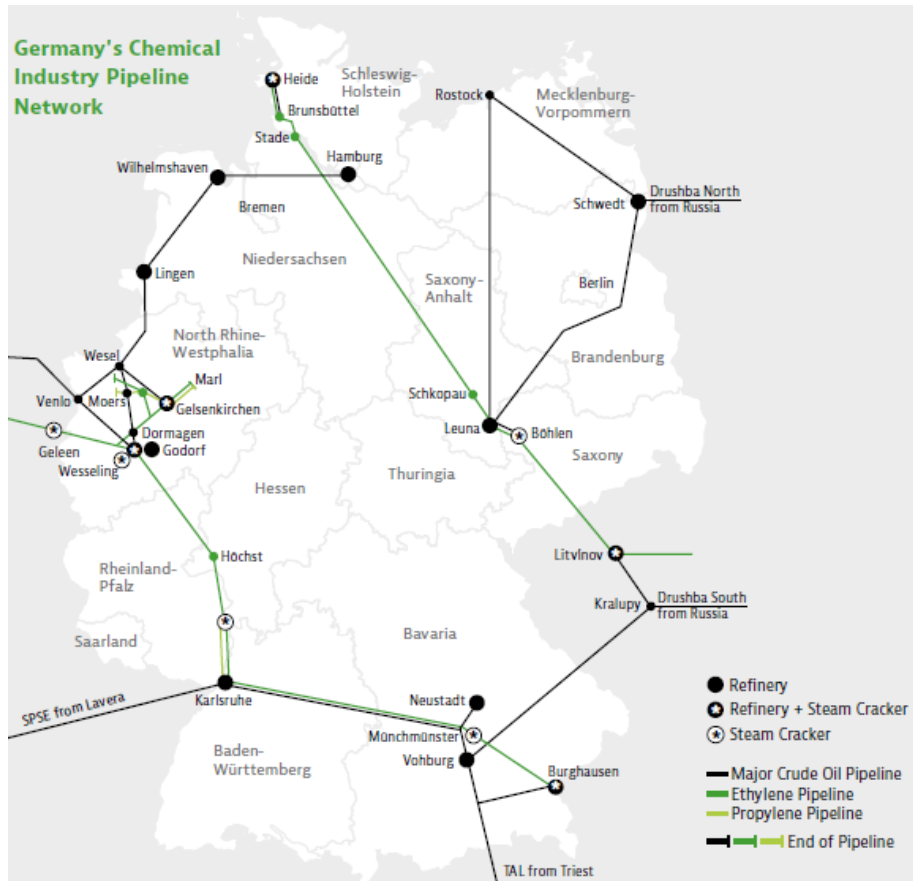 Germany's Chemical
Industry Pipeline
Network
Heide
Schleswig-
Holstein
Brunsbüttel
Stade
Rostock
Mecklenburg-
Vorpommern
Hamburg
Wilhelmshaven
Bremen
Schwedt
Drushba North
from Russia
Niedersachsen
Lingen
Saxony-
Anhalt
Berlin
North Rhine-
Westphalia
Wesel
Brandenburg
Marl
Venlo
Moers
Gelsenkirchen
Schkopau
Dormagen
Leuna
Böhlen
Geleen
Godorf
Wesseling
Saxony
Thuringia
Hessen
Höchst
Litvlnov
Rheinland-
Pfalz
Kralupy
Drushba South
from Russia
Saarland
Bavaria
SPSE from Lavera
Karlsruhe
Neustadt
Münchmünster
Baden-
Württemberg
Vohburg
Burghausen
TAL from Triest
Refinery
Refinery + Steam Cracker
Steam Cracker
Major Crude Oil Pipeline
Ethylene Pipeline
Propylene Pipeline
End of Pipeline